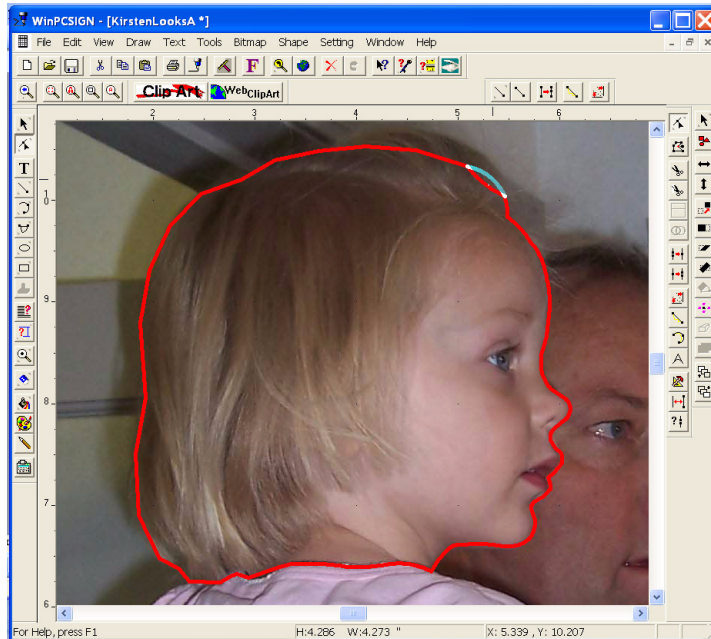 WinPCSIGN - [KirstenLooksA *]
File Edit View Draw Text Tools Bitmap Shape Setting Window Help
F
Clip Art Web ClipArt
2 3 4 5 6
T
0
9
8
7
6
A
For Help, press F1 H:4.286 W:4.273 " X: 5.339 , Y: 10.207